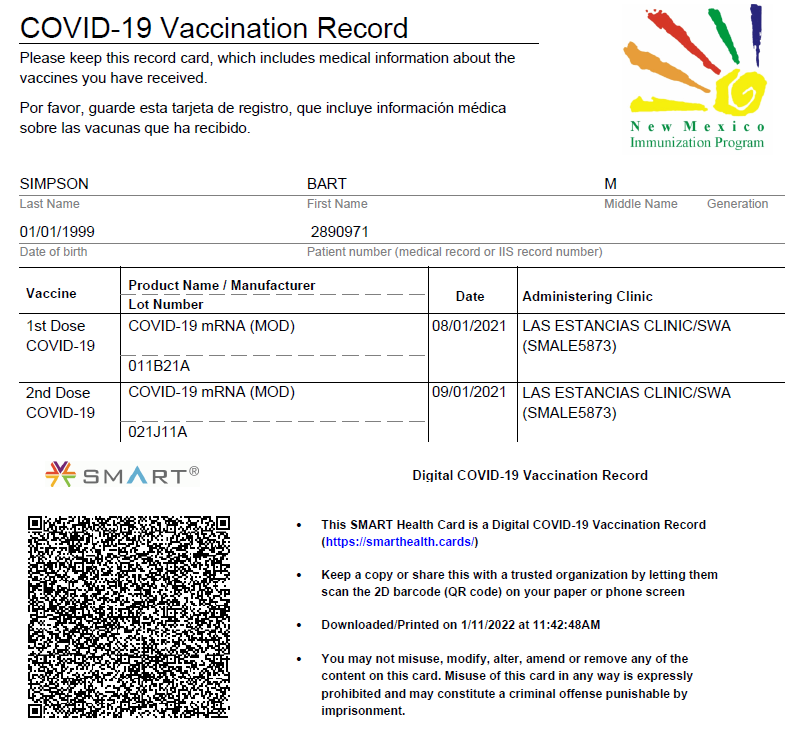 COVID-19 Vaccination Record
Please keep this record card, which includes medical information about the
vaccines you have received.
Por favor, guarde esta tarjeta de registro, que incluye información médica
sobre las vacunas que ha recibido.
New Mexico
Immunization Program
SIMPSON BART M
Last Name First Name Middle Name Generation
01/01/1999 2890971
Date of birth Patient number (medical record or IIS record number)
Vaccine Product Name / Manufacturer Date Administering Clinic
Lot Number
1st Dose COVID-19 mRNA (MOD) 08/01/2021 LAS ESTANCIAS CLINIC/SWA
COVID-19 (SMALE5873)
011B21A
2nd Dose COVID-19 mRNA (MOD) 09/01/2021 LAS ESTANCIAS CLINIC/SWA
COVID-19 (SMALE5873)
021J11A
SMART®
Digital COVID-19 Vaccination Record
• This SMART Health Card is a Digital COVID-19 Vaccination Record
(https://smarthealth.cards/)
• Keep a copy or share this with a trusted organization by letting them
scan the 2D barcode (QR code) on your paper or phone screen
• Downloaded/Printed on 1/11/2022 at 11:42:48AM
• You may not misuse, modify, alter, amend or remove any of the
content on this card. Misuse of this card in any way is expressly
prohibited and may constitute a criminal offense punishable by
imprisonment.